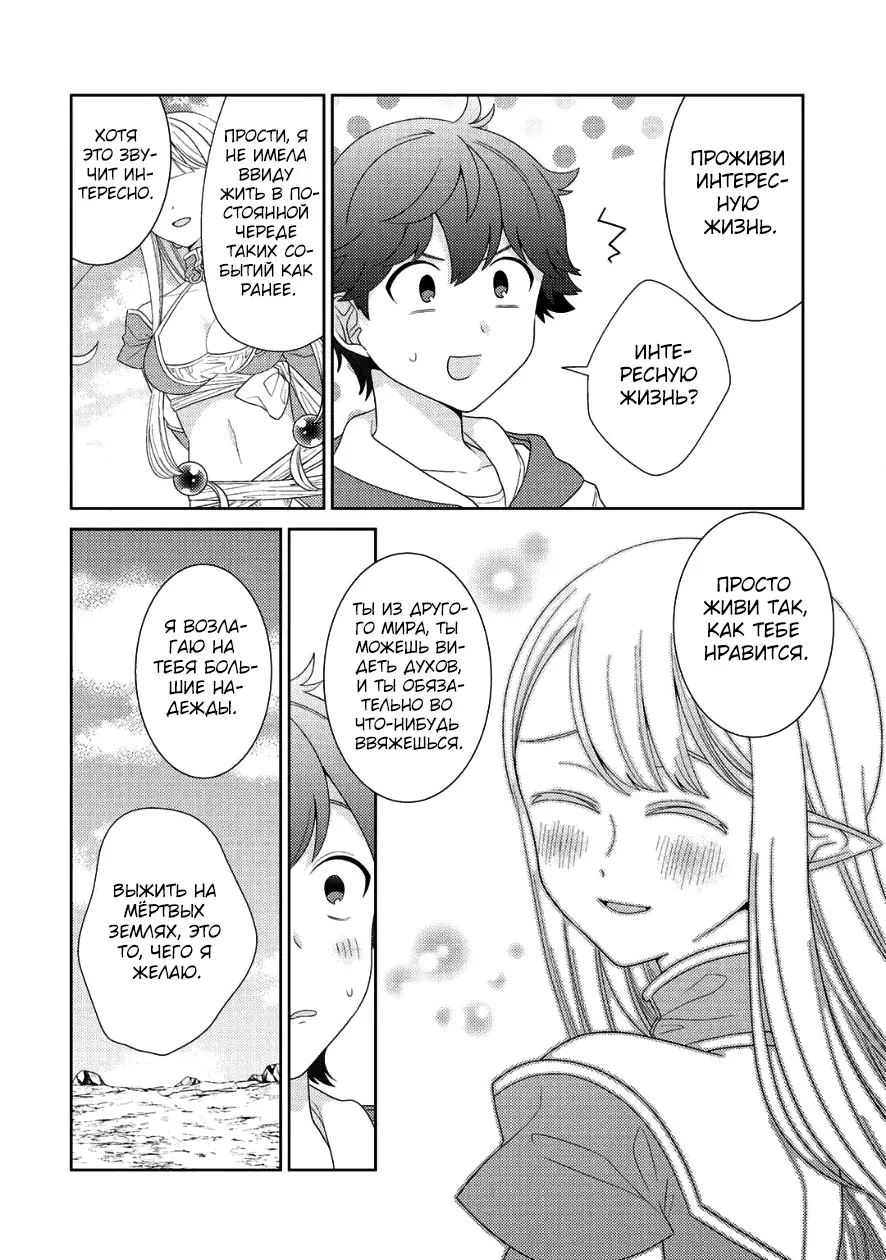 ПРОЖИВИ
ИНТЕРЕС-
НУЮ
ЖИЗНЬ.
ИНТЕ-
РЕСНУЮ
ЖИЗНЬ?
ПРОСТИ, Я
НЕ ИМЕЛА
ВВИДУ
ЖИТЬ В ПО-
СТОЯННОЙ
ЧЕРЕДЕ
ТАКИХ СО-
БЫТИЙ КАК
РАНЕЕ.
ХОТЯ
ЭТО ЗВУ-
ЧИТ ИН-
ТЕРЕСНО.
ПРОСТО
ЖИВИ ТАК,
КАК ТЕБЕ
НРАВИТСЯ.
ТЫ ИЗ ДРУГО-
ГО МИРА, ТЫ
МОЖЕШЬ ВИ-
ДЕТЬ ДУХОВ,
И ТЫ ОБЯЗА-
ТЕЛЬНО ВО
ЧТО-НИБУДЬ
ВВЯЖЕШЬСЯ.
Я ВОЗЛА-
ГАЮ НА
ТЕБЯ БОЛЬ-
ШИЕ НА-
ДЕЖДЫ.
ВЫЖИТЬ НА
МЁРТВЫХ
ЗЕМЛЯХ, ЭТО
ТО, ЧЕГО Я
ЖЕЛАЮ.